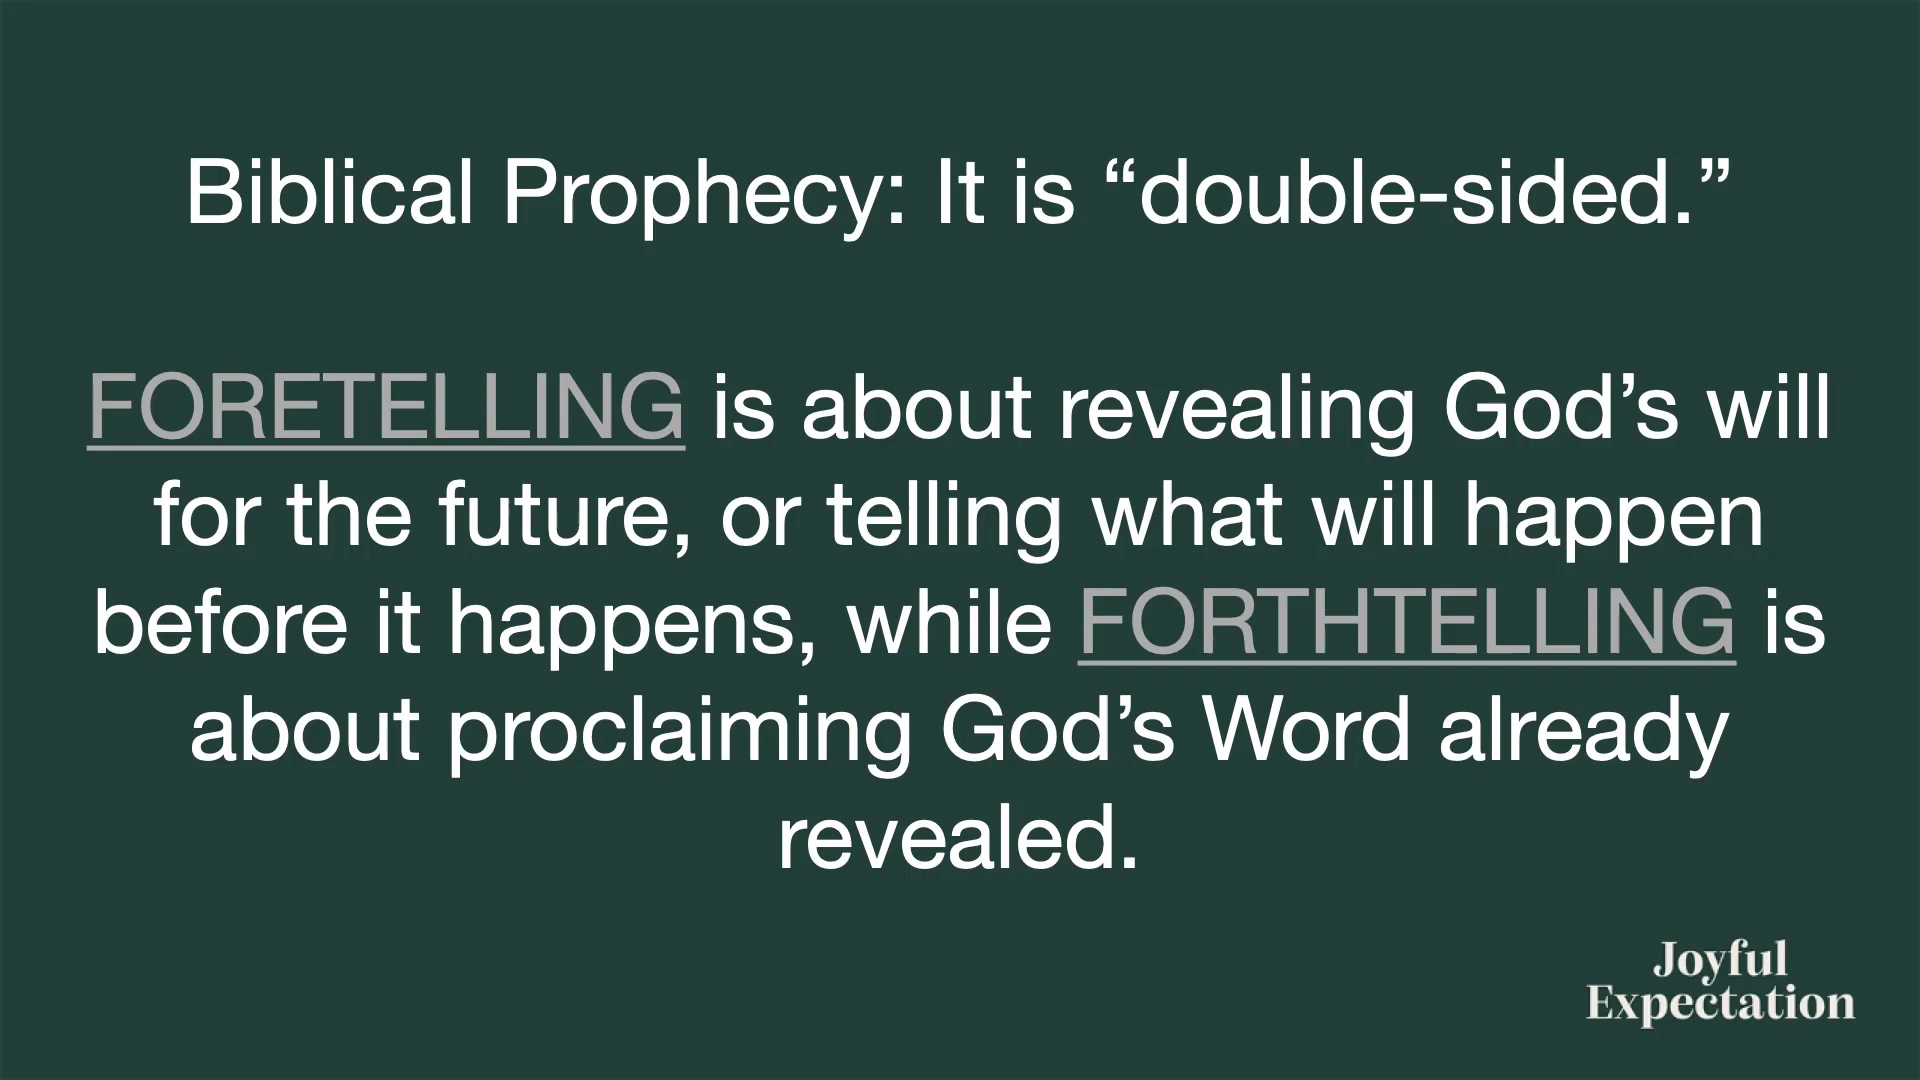 Biblical Prophecy: It is “double-sided.”
FORETELLING is about revealing God’s will
for the future, or telling what will happen
before it happens, while FORTHTELLING is
about proclaiming God’s Word already
revealed.
Joyful
Expectation